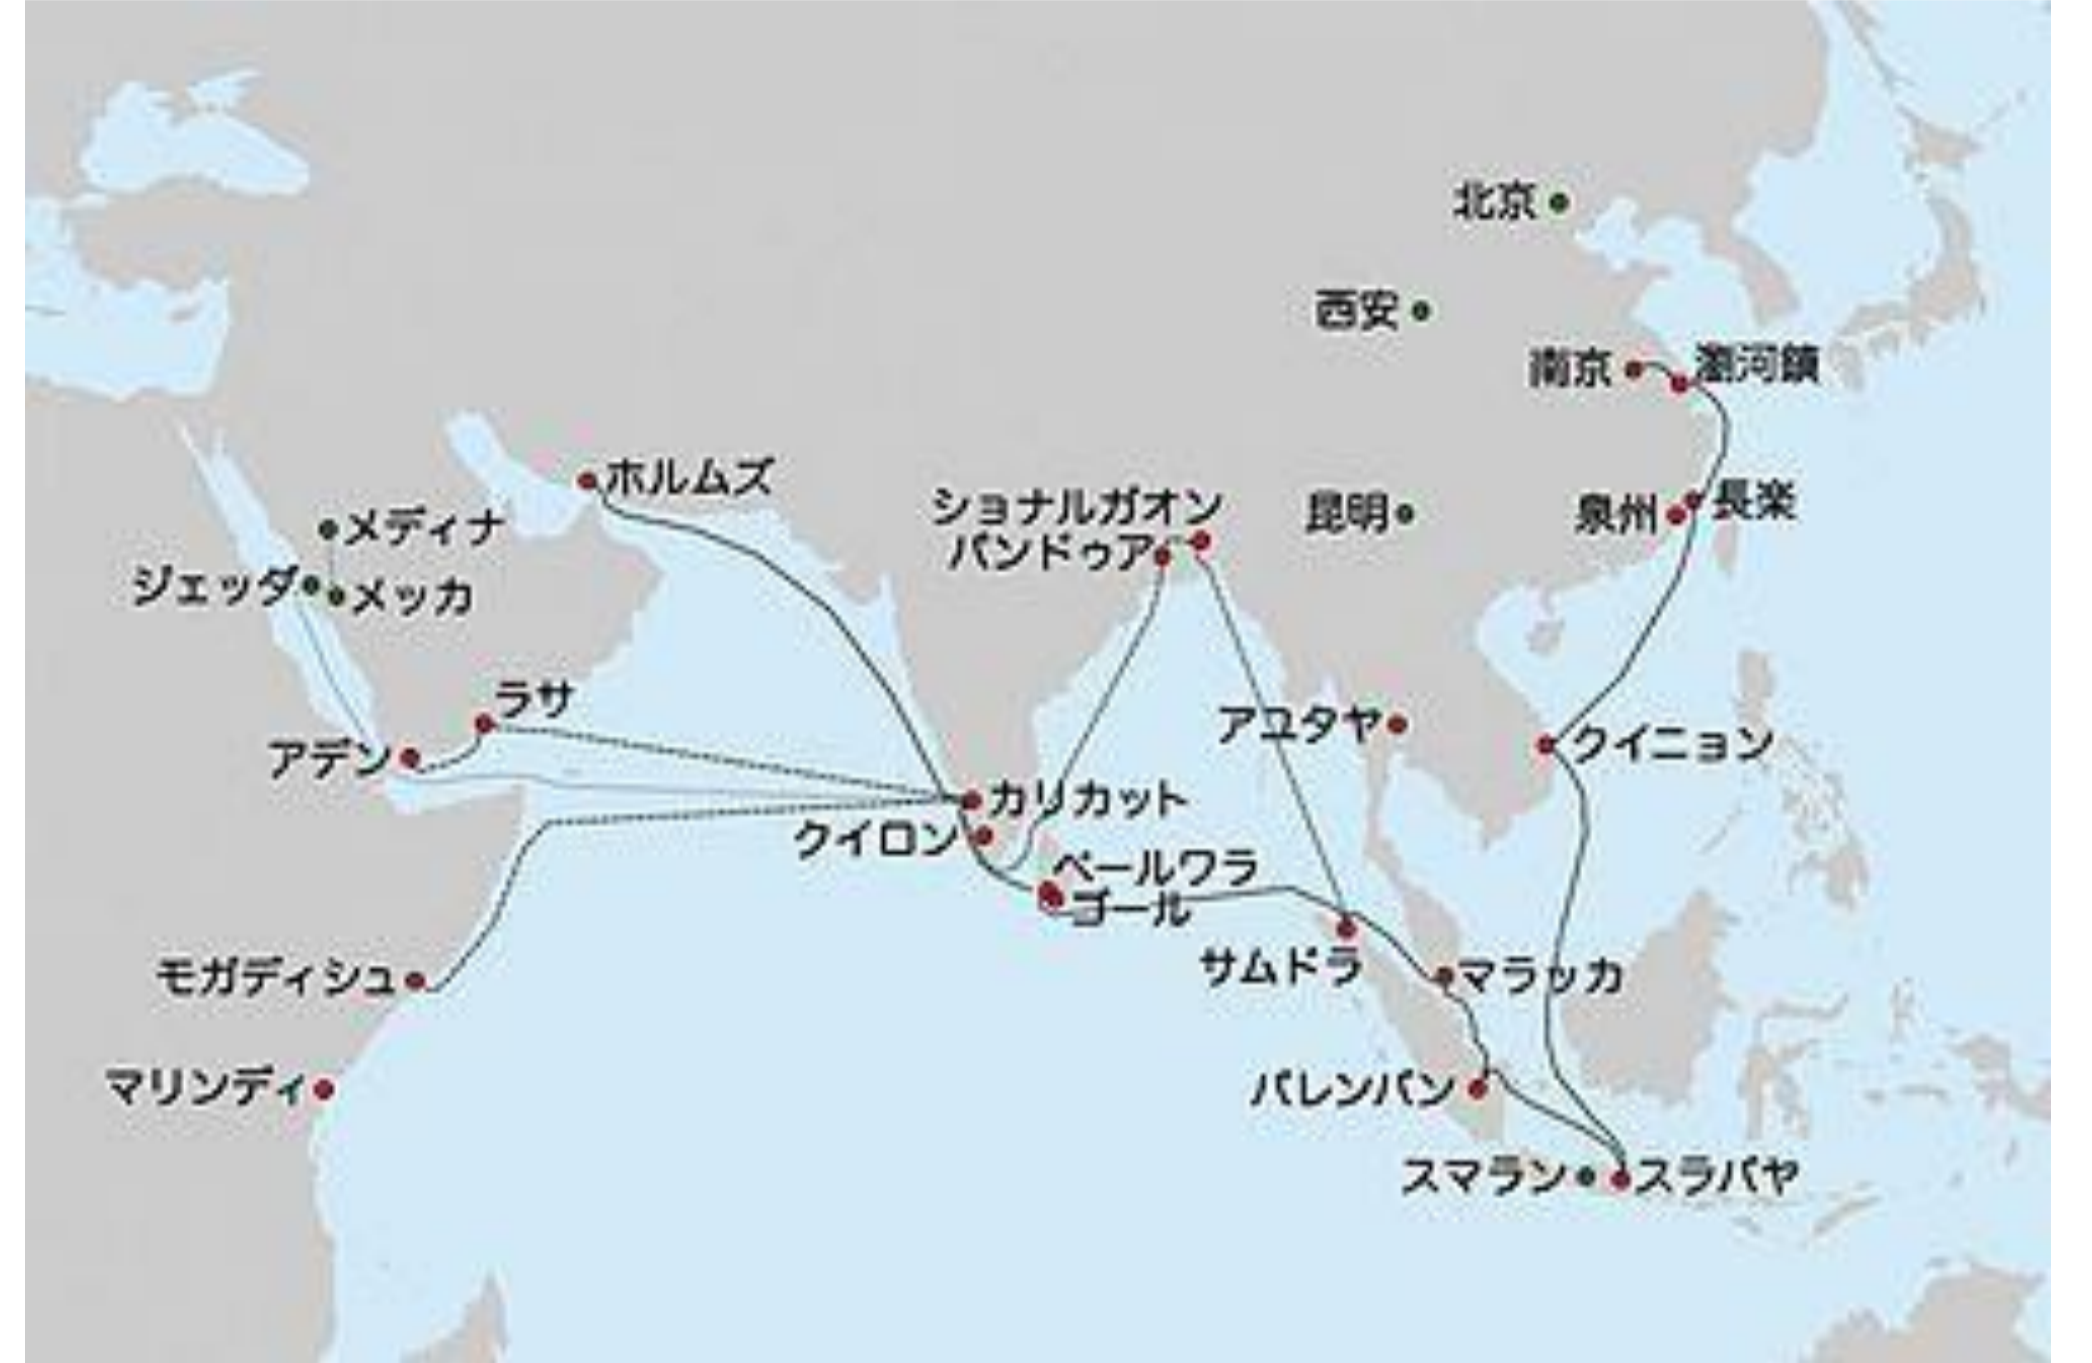 北京
西安
南京
瀏河鎮
ホルムズ
ショナルガオン
パンドゥア
昆明
泉州
長楽
メディナ
ジェッダ
メッカ
ラサ
アデン
アユタヤ
クイニョン
カリカット
クイロン
ベールワラ
ゴール
サムドラ
マラッカ
モガディシュ
マリンディ
パレンバン
スマラン
スラバヤ